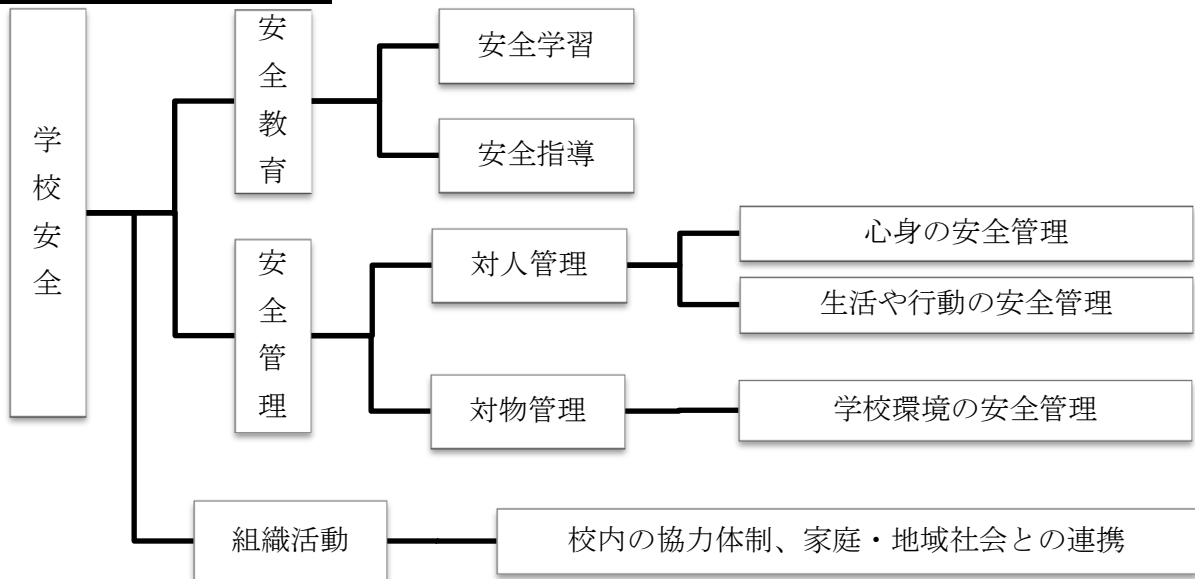 学校安全
安全教育
安全学習
安全指導
安全管理
対人管理
心身の安全管理
生活や行動の安全管理
対物管理
学校環境の安全管理
組織活動
校内の協力体制、家庭・地域社会との連携